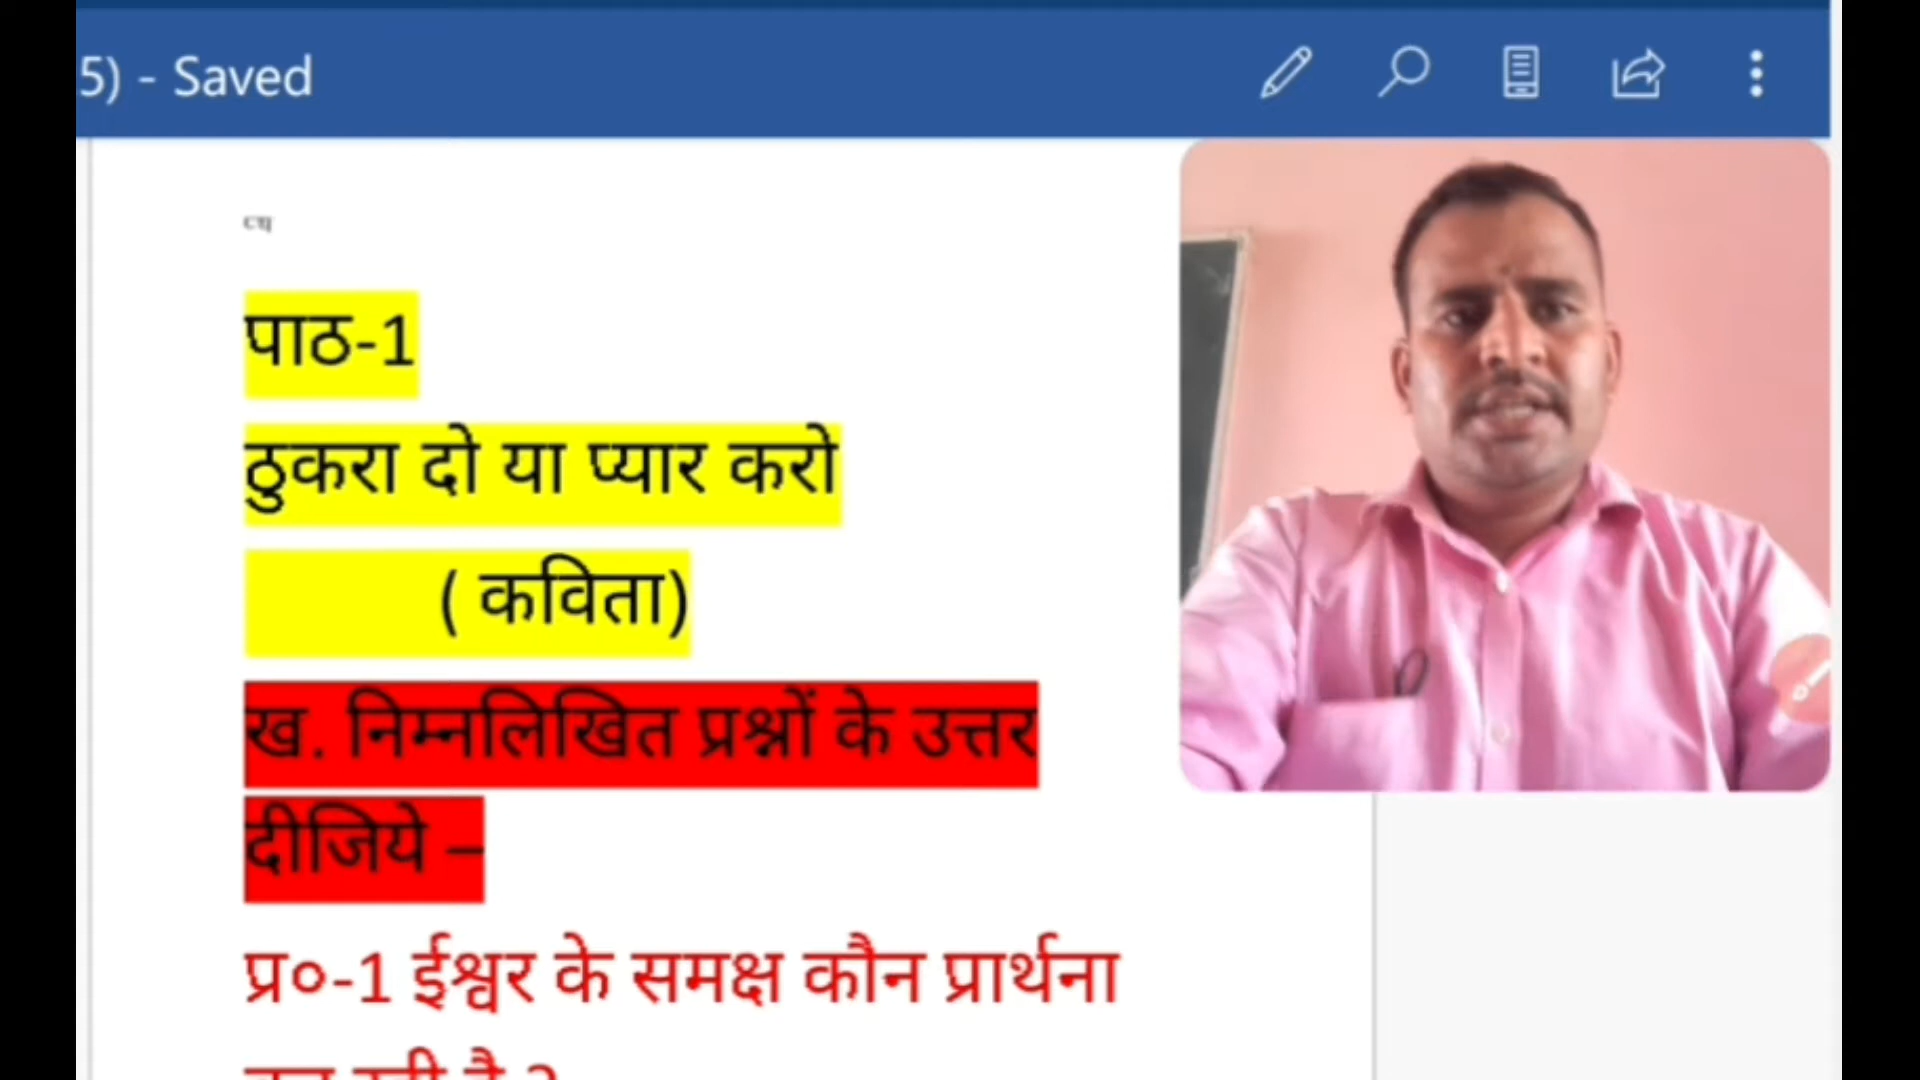 5) - Saved
पाठ-1
ठुकरा दो या प्यार करो
( कविता)
ख. निम्नलिखित प्रश्नों के उत्तर
दीजिये –
प्र०-1 ईश्वर के समक्ष कौन प्रार्थना